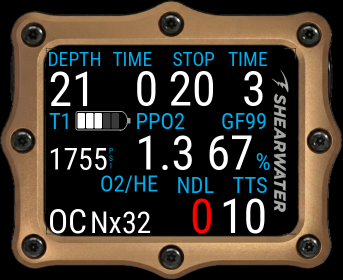 DEPTH TIME STOP TIME
21 0 20 3
T1 PPO2 GF99
1755 PSI 1.3 67%
O2/HE NDL TTS
OC Nx32 0 10
SHEARWATER